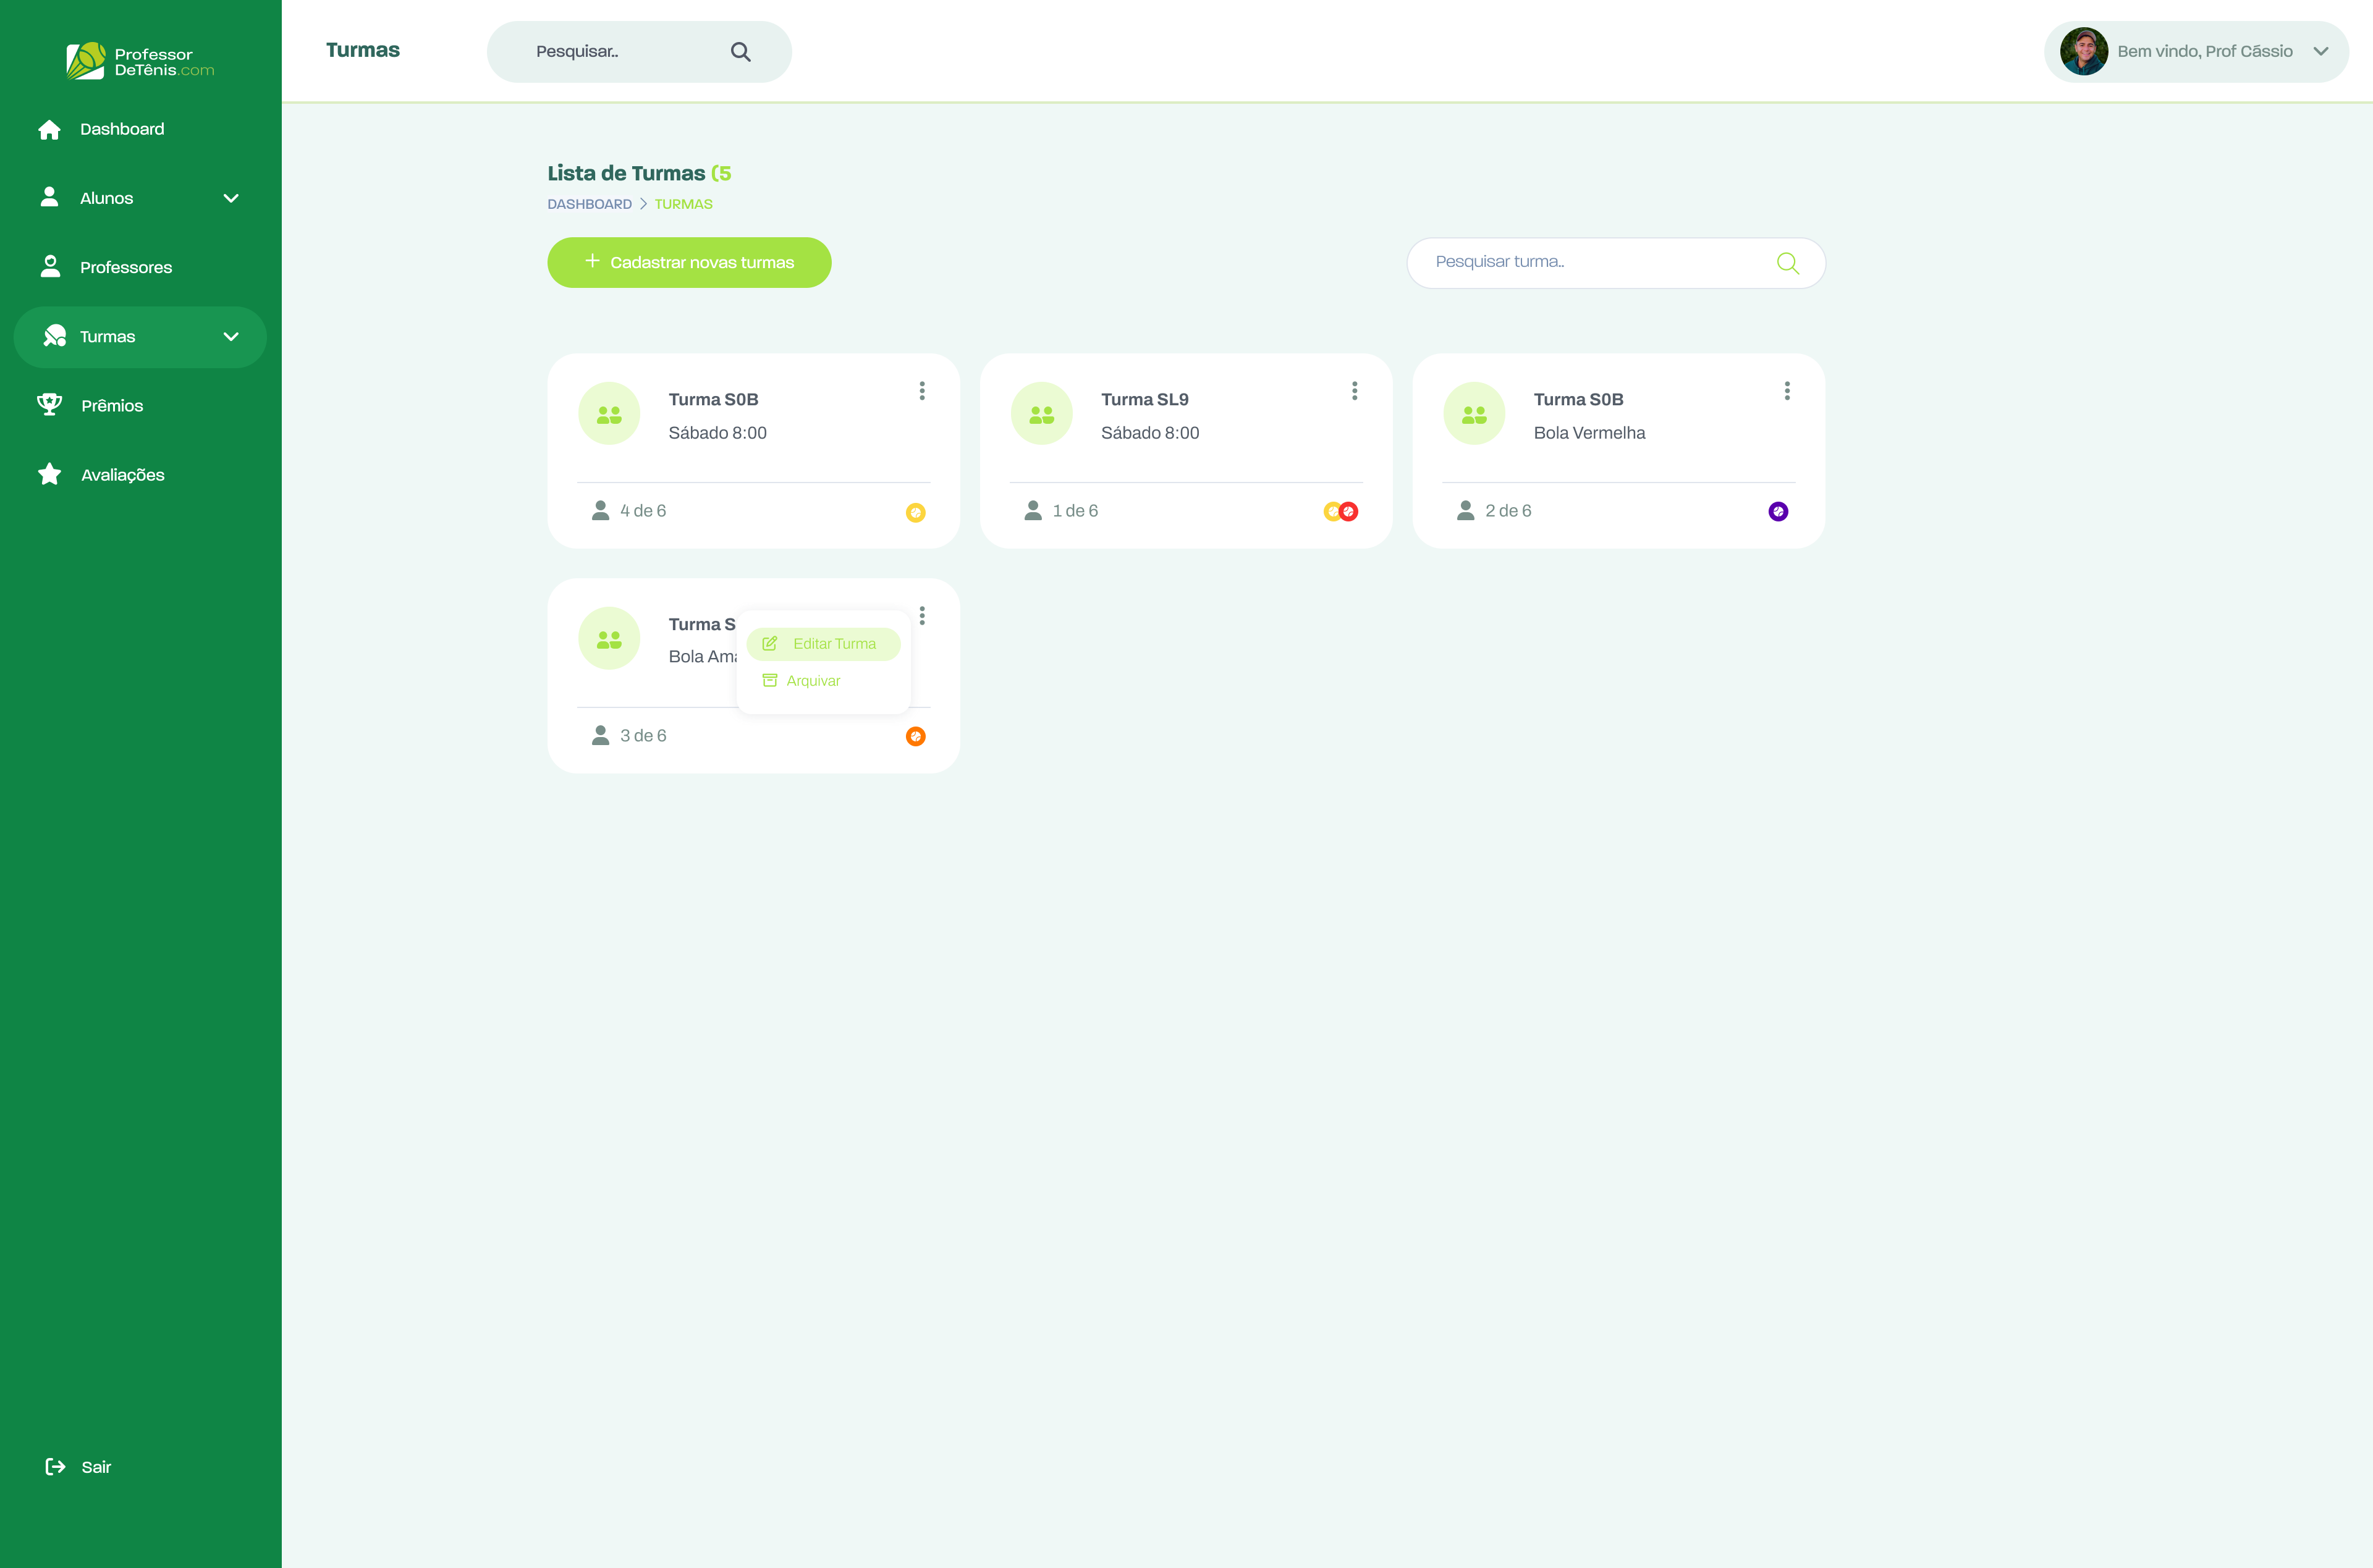 Professor
DeTênis.com
Dashboard
Alunos
Professores
Turmas
Prêmios
Avaliações
Sair
Turmas
Pesquisar..
Bem vindo, Prof Cássio
Lista de Turmas (5
DASHBOARD > TURMAS
+ Cadastrar novas turmas
Pesquisar turma..
Turma S0B
Sábado 8:00
4 de 6
Turma SL9
Sábado 8:00
1 de 6
Turma S0B
Bola Vermelha
2 de 6
Turma S
Bola Ama
Editar Turma
Arquivar
3 de 6